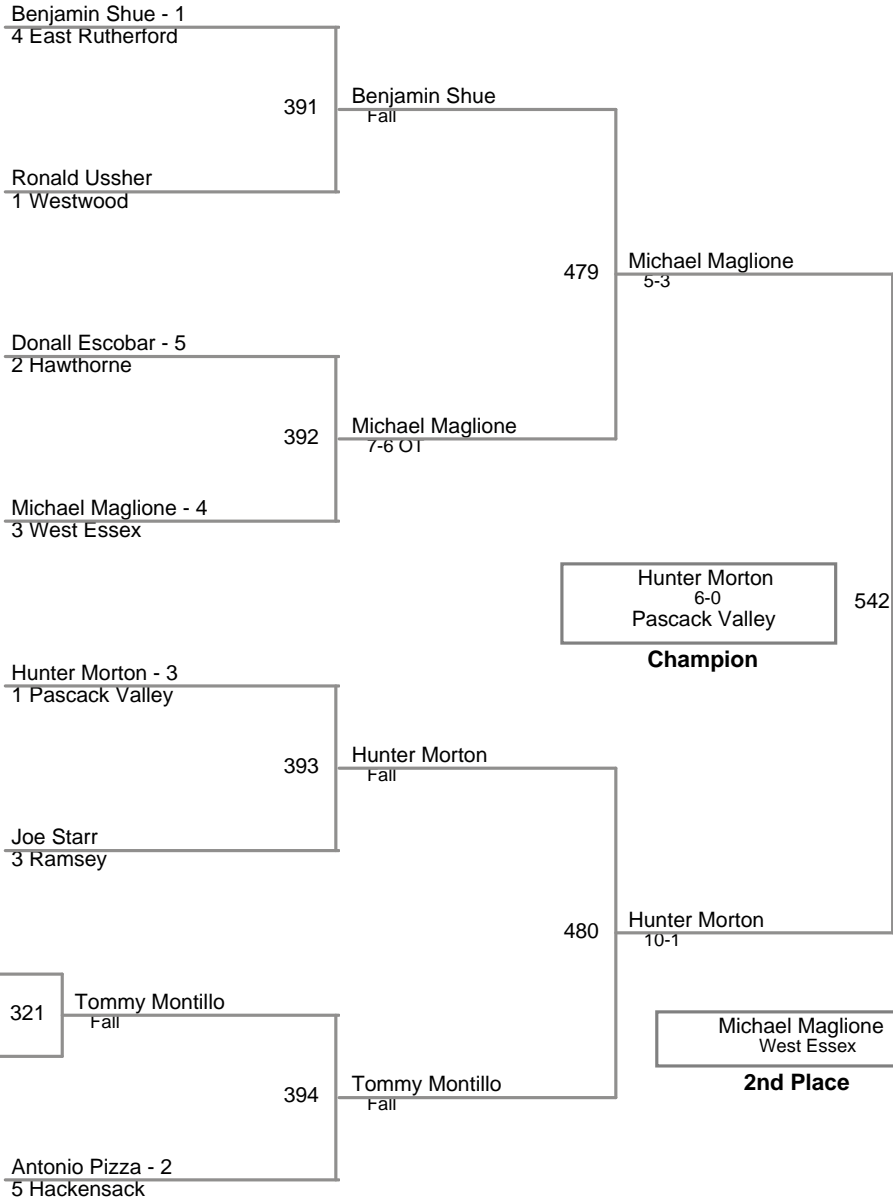 Benjamin Shue - 1
4 East Rutherford
391
Benjamin Shue
Fall
Ronald Ussher
1 Westwood
479
Michael Maglione
5-3
Donall Escobar - 5
2 Hawthorne
392
Michael Maglione
7-6 OT
Michael Maglione - 4
3 West Essex
Hunter Morton
6-0
Pascack Valley
542
Champion
Hunter Morton - 3
1 Pascack Valley
393
Hunter Morton
Fall
Joe Starr
3 Ramsey
480
Hunter Morton
10-1
321
Tommy Montillo
Fall
Michael Maglione
West Essex
2nd Place
394
Tommy Montillo
Fall
Antonio Pizza - 2
5 Hackensack